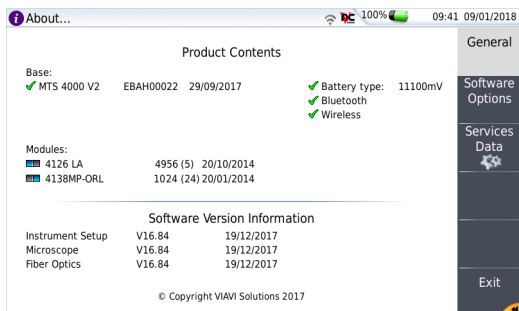 About...
100%
09:41 09/01/2018
Product Contents
Base:
MTS 4000 V2 EBAH00022 29/09/2017
Battery type: 11100mV
Bluetooth
Wireless
Modules:
4126 LA 4956 (5) 20/10/2014
4138MP-ORL 1024 (24) 20/01/2014
Software Version Information
Instrument Setup V16.84 19/12/2017
Microscope V16.84 19/12/2017
Fiber Optics V16.84 19/12/2017
© Copyright VIAVI Solutions 2017
General
Software
Options
Services
Data
Exit